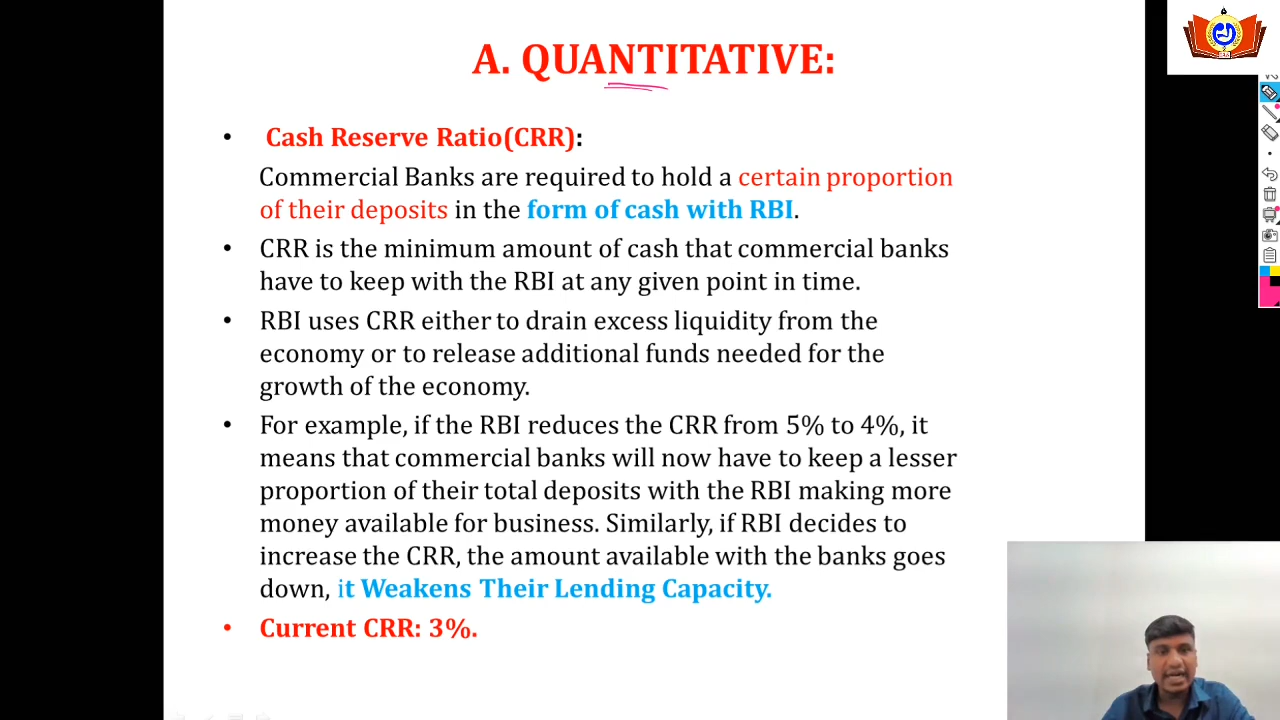 A. QUANTITATIVE:
• Cash Reserve Ratio(CRR):
Commercial Banks are required to hold a certain proportion
of their deposits in the form of cash with RBI.
• CRR is the minimum amount of cash that commercial banks
have to keep with the RBI at any given point in time.
• RBI uses CRR either to drain excess liquidity from the
economy or to release additional funds needed for the
growth of the economy.
• For example, if the RBI reduces the CRR from 5% to 4%, it
means that commercial banks will now have to keep a lesser
proportion of their total deposits with the RBI making more
money available for business. Similarly, if RBI decides to
increase the CRR, the amount available with the banks goes
down, it Weakens Their Lending Capacity.
• Current CRR: 3%.